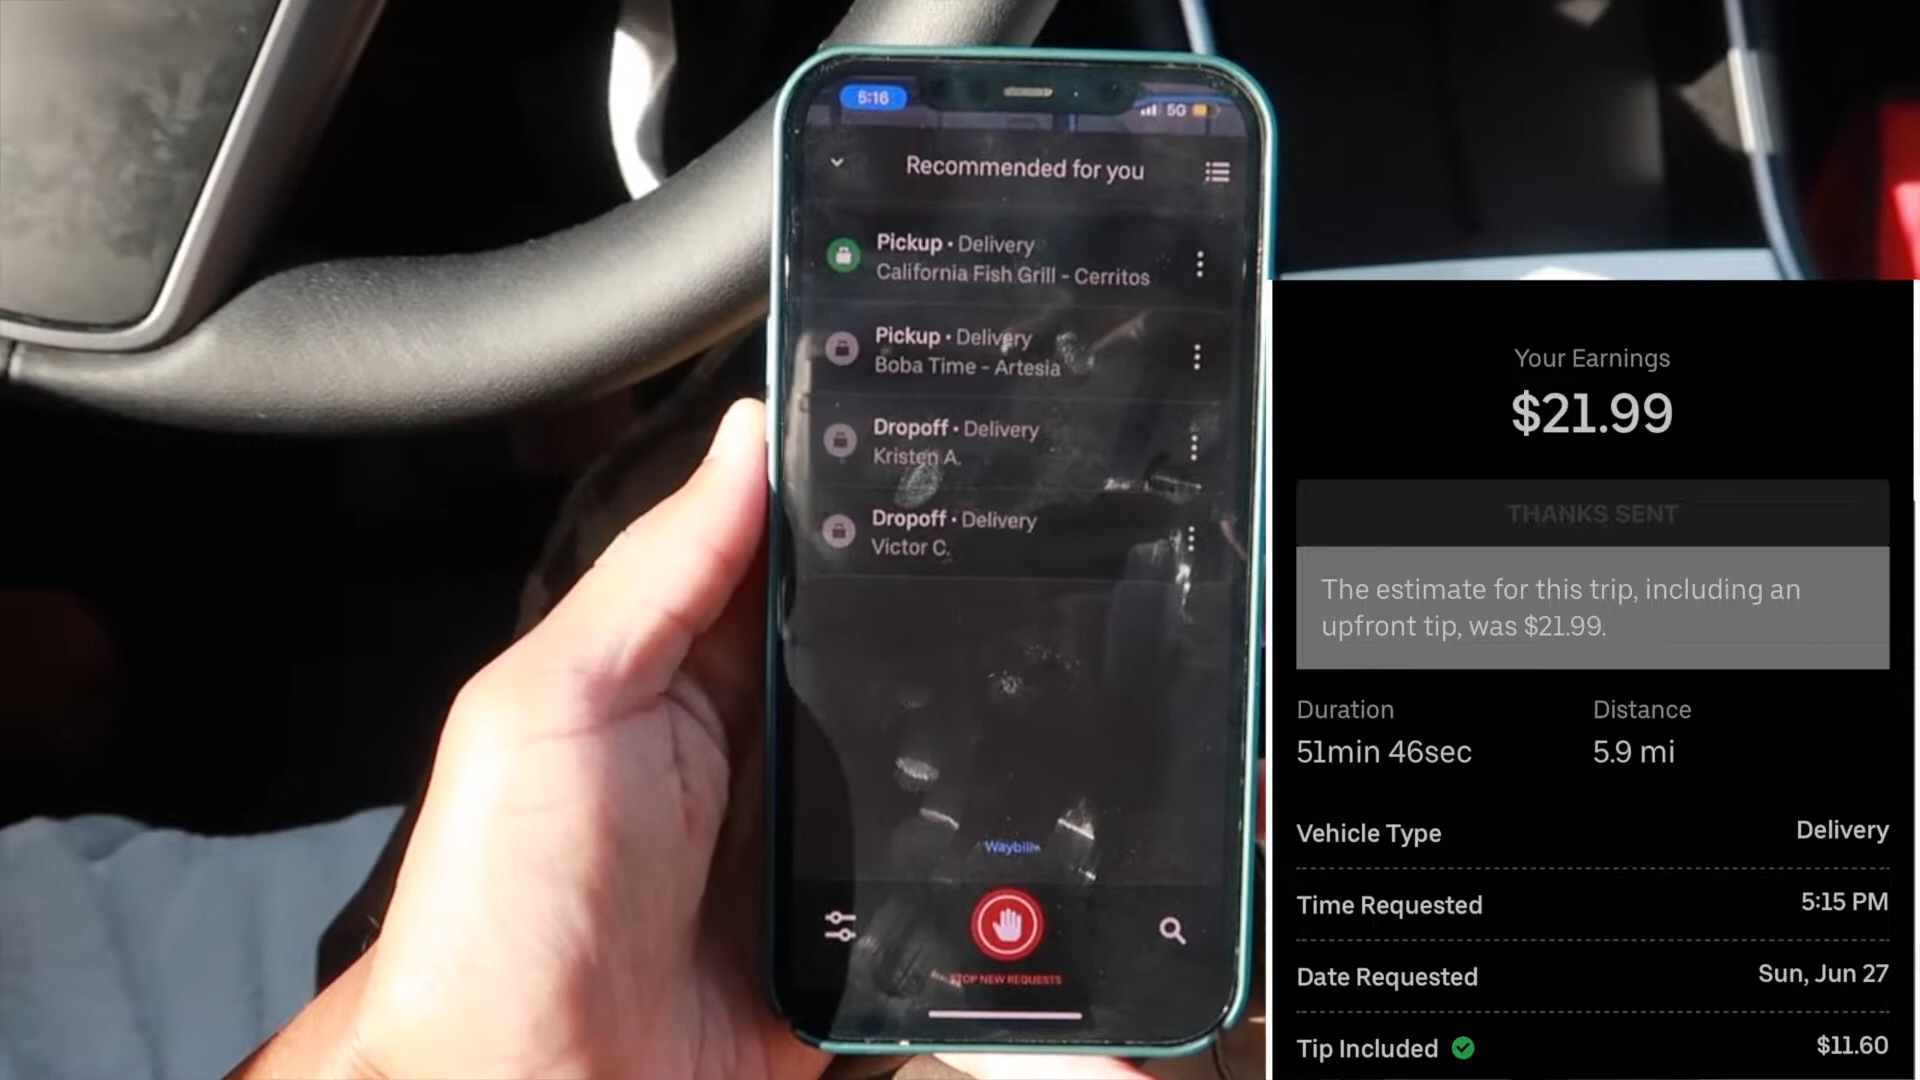 5:16
5G
Recommended for you
Pickup • Delivery
California Fish Grill - Cerritos
Pickup • Delivery
Boba Time - Artesia
Dropoff • Delivery
Kristen A.
Dropoff • Delivery
Victor C.
Waybill
STOP NEW REQUESTS
Your Earnings
$21.99
THANKS SENT
The estimate for this trip, including an
upfront tip, was $21.99.
Duration
Distance
51min 46sec
5.9 mi
Vehicle Type
Delivery
Time Requested
5:15 PM
Date Requested
Sun, Jun 27
Tip Included
$11.60